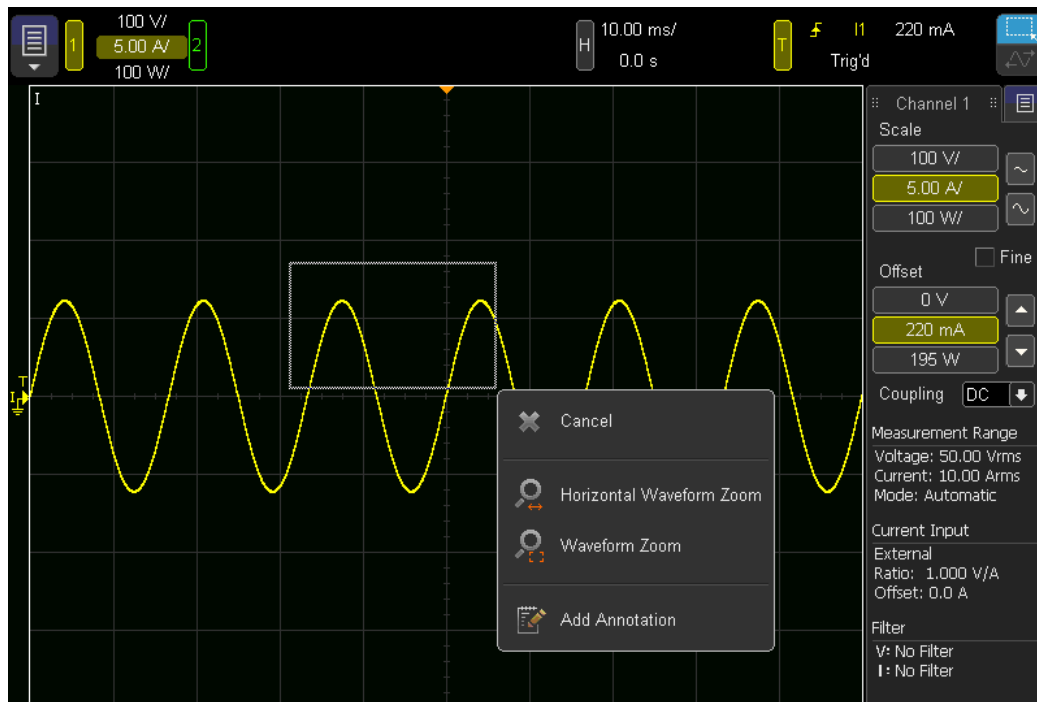 100 V/
1 5.00 A/ 2
100 W/
H 10.00 ms/
0.0 s
T I1 220 mA
Trig'd
I
T
I
Channel 1
Scale
100 V/
5.00 A/
100 W/
Fine
Offset
0 V
220 mA
195 W
Coupling DC
Measurement Range
Voltage: 50.00 Vrms
Current: 10.00 Arms
Mode: Automatic
Current Input
External
Ratio: 1.000 V/A
Offset: 0.0 A
Filter
V: No Filter
I: No Filter
Cancel
Horizontal Waveform Zoom
Waveform Zoom
Add Annotation